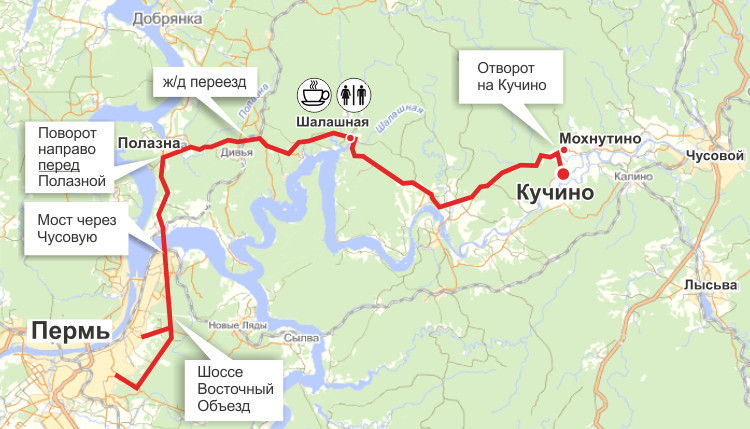 Добрянка
ж/д переезд
Полазна
Шалашная
Шалашная
Отворот
на Кучино
Поворот
направо
перед
Полазной
Полазна
Дивья
Мохнутино
Чусовой
Калино
Кучино
Мост через
Чусовую
Лысьва
Пермь
Новые Ляды
Сылва
Шоссе
Восточный
Объезд